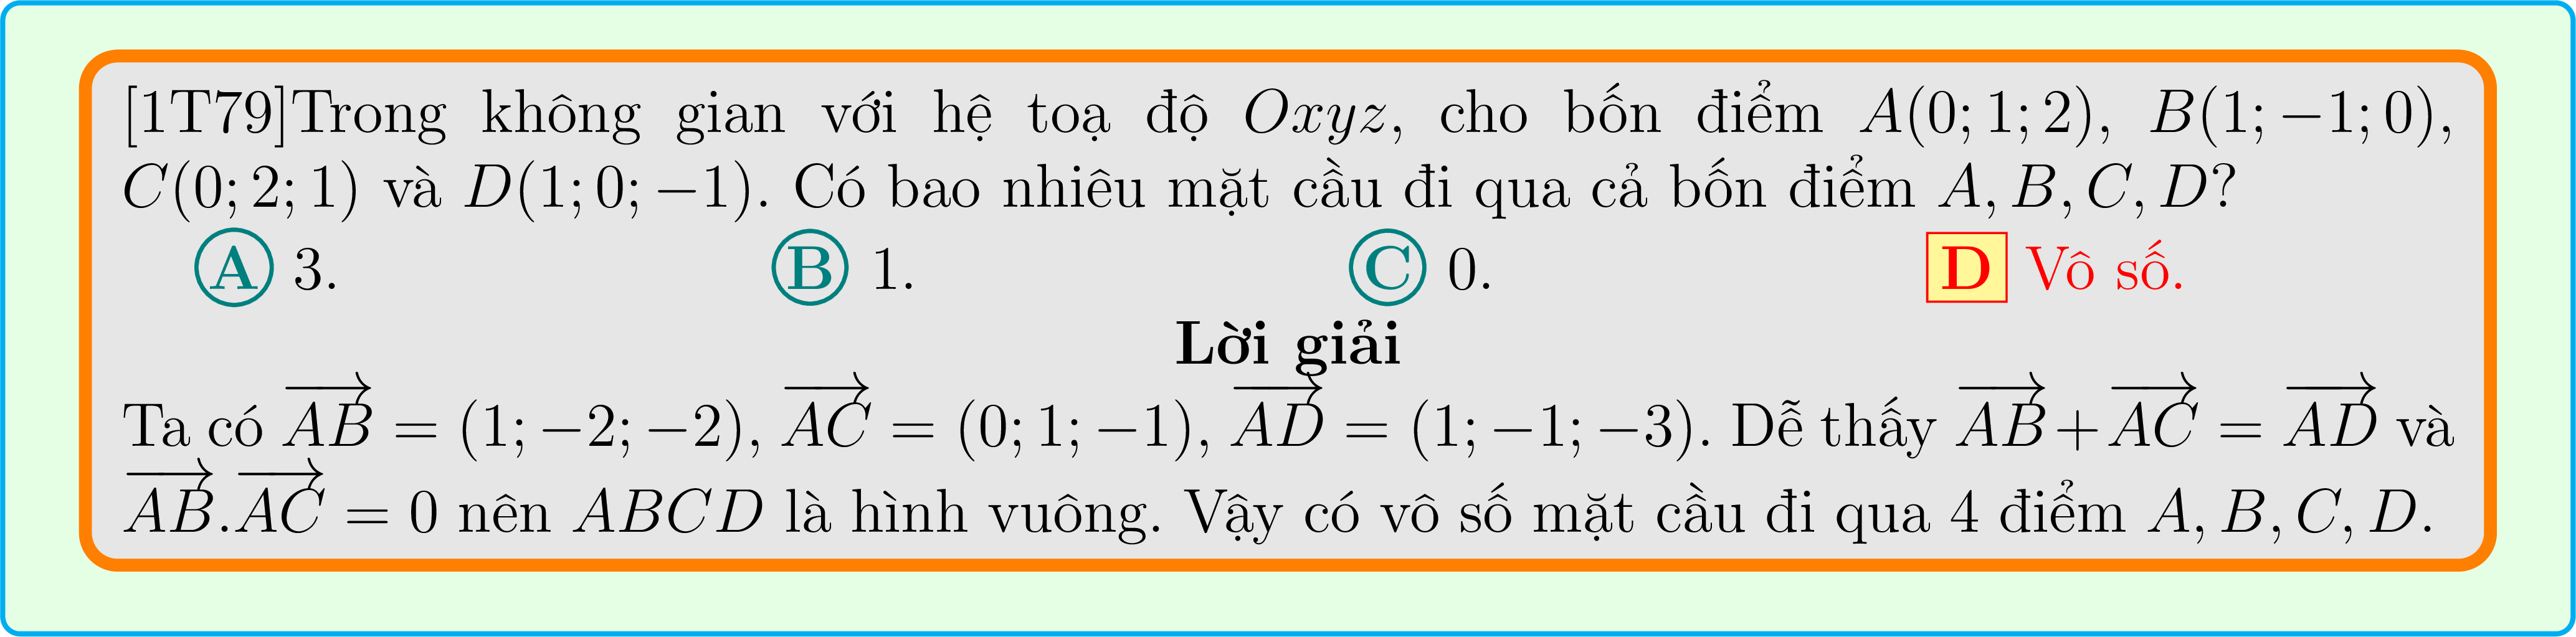 [1T79]Trong không gian với hệ toạ độ Oxyz, cho bốn điểm A(0; 1; 2), B(1; −1; 0),
C(0; 2; 1) và D(1; 0; −1). Có bao nhiêu mặt cầu đi qua cả bốn điểm A, B, C, D?
A 3. B 1. C 0. D Vô số.
Lời giải
Ta có $\overrightarrow{AB}$ = (1; −2; −2), $\overrightarrow{AC}$ = (0; 1; −1), $\overrightarrow{AD}$ = (1; −1; −3). Dễ thấy $\overrightarrow{AB}$+$\overrightarrow{AC}$ = $\overrightarrow{AD}$ và
$\overrightarrow{AB}$.$\overrightarrow{AC}$ = 0 nên ABCD là hình vuông. Vậy có vô số mặt cầu đi qua 4 điểm A, B, C, D.